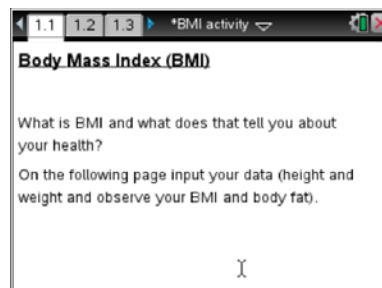 1.1 1.2 1.3 *BMI activity
Body Mass Index (BMI)
What is BMI and what does that tell you about
your health?
On the following page input your data (height and
weight and observe your BMI and body fat).